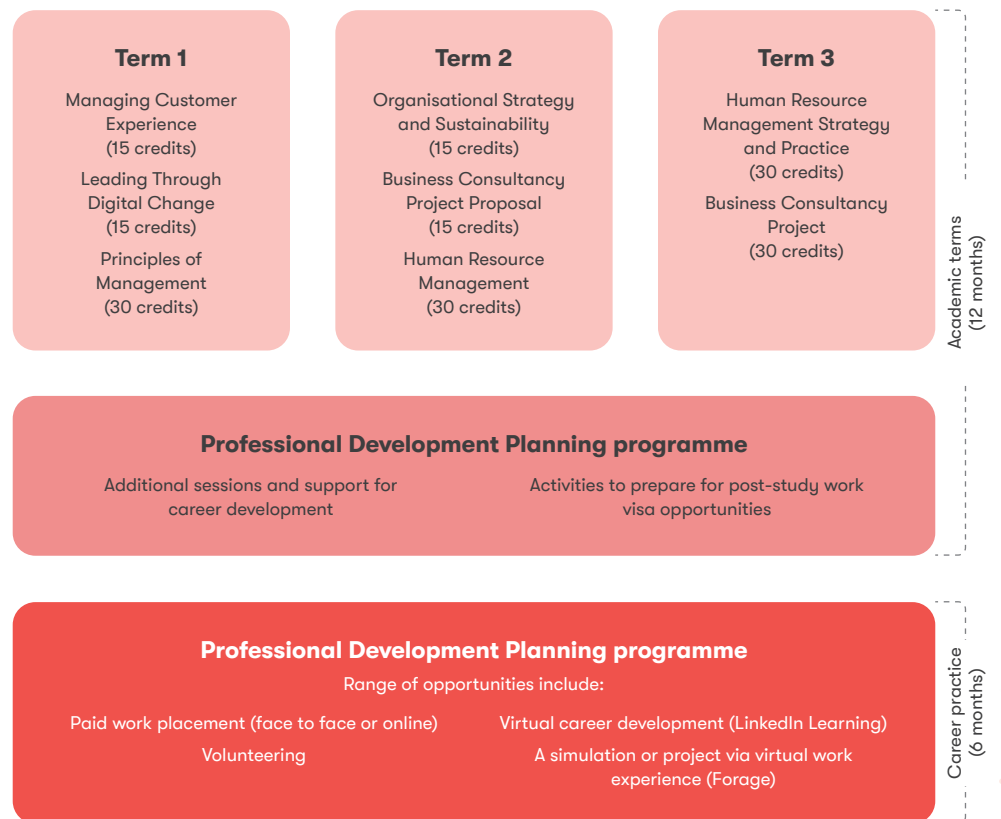 Term 1
Managing Customer
Experience
(15 credits)
Leading Through
Digital Change
(15 credits)
Principles of
Management
(30 credits)
Term 2
Organisational Strategy
and Sustainability
(15 credits)
Business Consultancy
Project Proposal
(15 credits)
Human Resource
Management
(30 credits)
Term 3
Human Resource
Management Strategy
and Practice
(30 credits)
Business Consultancy
Project
(30 credits)
Academic terms
(12 months)
Professional Development Planning programme
Additional sessions and support for
career development
Activities to prepare for post-study work
visa opportunities
Professional Development Planning programme
Range of opportunities include:
Paid work placement (face to face or online)
Volunteering
Virtual career development (LinkedIn Learning)
A simulation or project via virtual work
experience (Forage)
Career practice
(6 months)